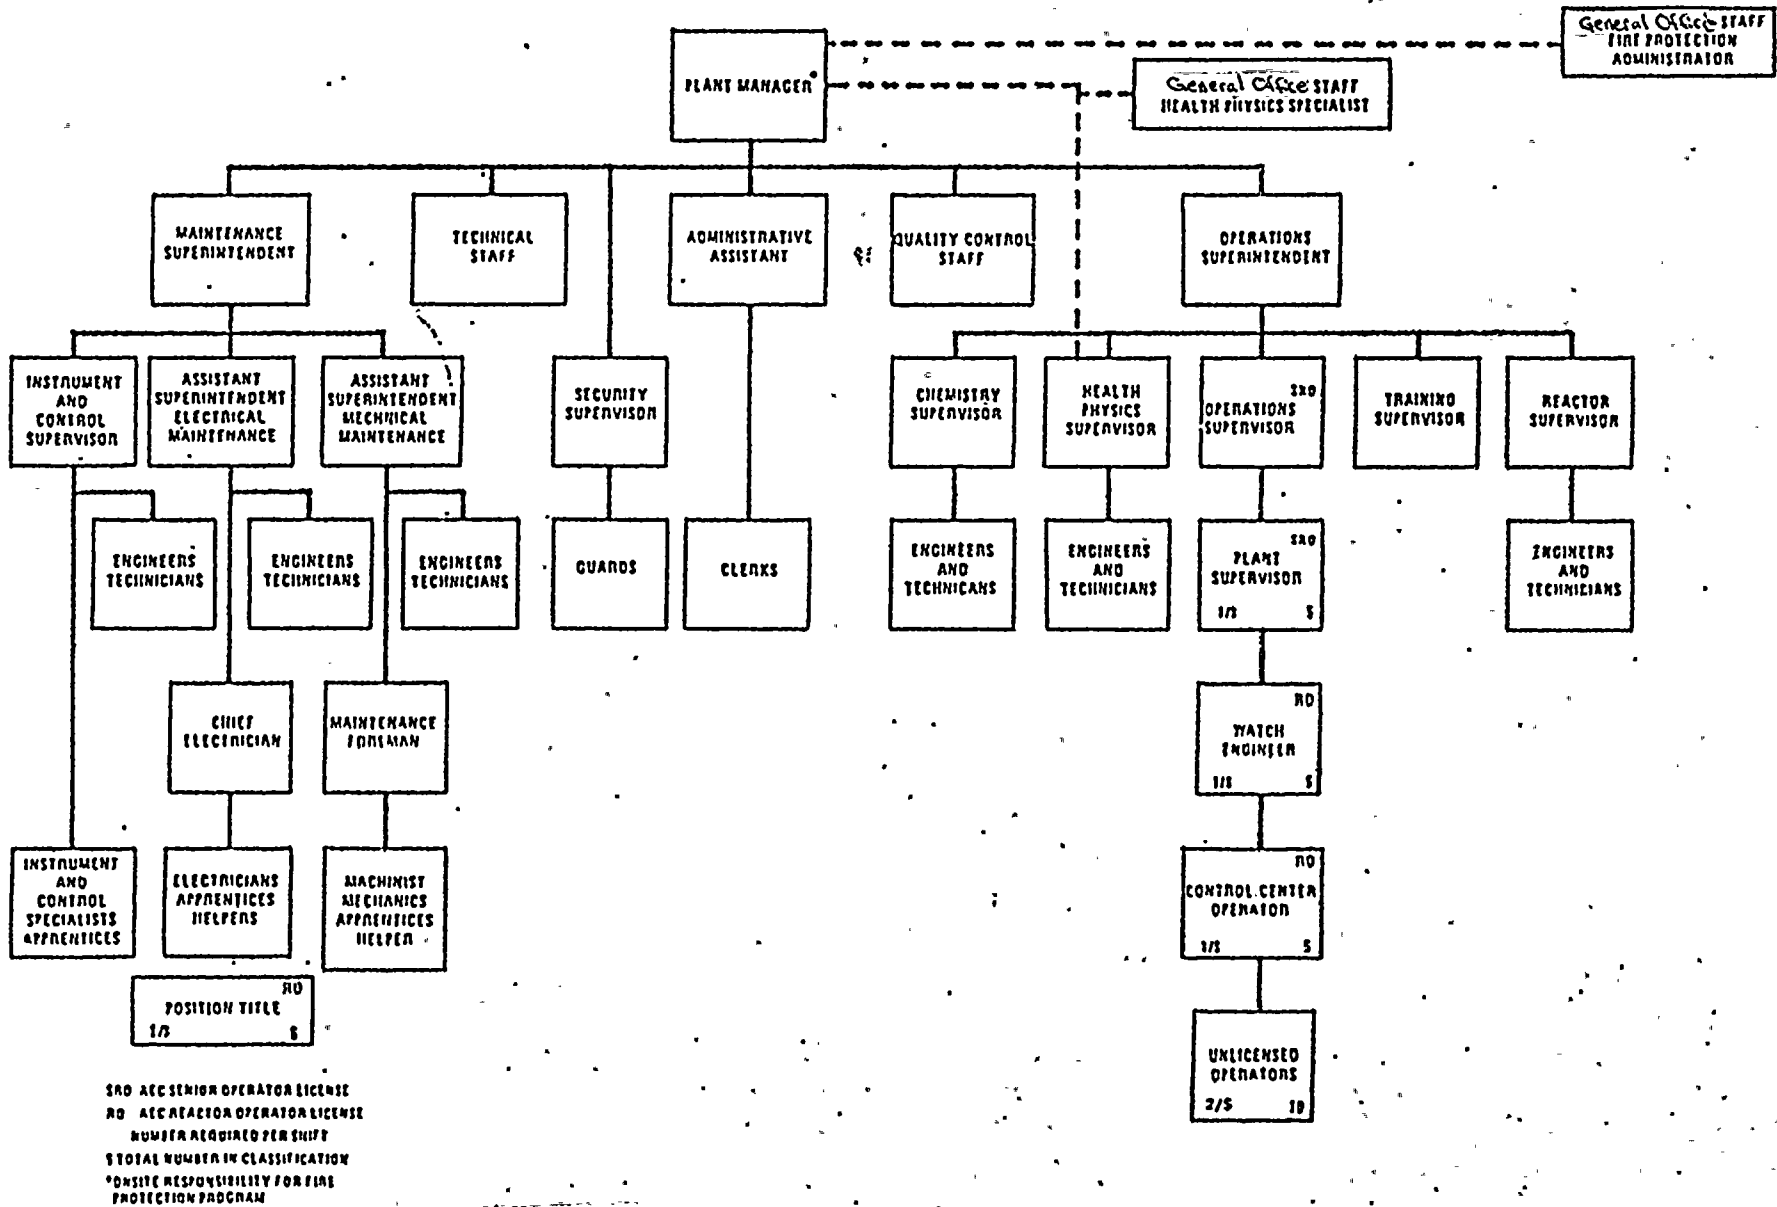 General Office STAFF
FIRE PROTECTION
ADMINISTRATOR
PLANT MANAGER*
General Office STAFF
HEALTH PHYSICS SPECIALIST
MAINTENANCE
SUPERINTENDENT
TECHNICAL
STAFF
ADMINISTRATIVE
ASSISTANT
QUALITY CONTROL
STAFF
OPERATIONS
SUPERINTENDENT
INSTRUMENT
AND
CONTROL
SUPERVISOR
ASSISTANT
SUPERINTENDENT
ELECTRICAL
MAINTENANCE
ASSISTANT
SUPERINTENDENT
MECHNICAL
MAINTENANCE
SECURITY
SUPERVISOR
CHEMISTRY
SUPERVISOR
HEALTH
PHYSICS
SUPERVISOR
SRO
OPERATIONS
SUPERVISOR
TRAINING
SUPERVISOR
REACTOR
SUPERVISOR
ENGINEERS
TECHNICIANS
ENGINEERS
TECHNICIANS
ENGINEERS
TECHNICIANS
GUARDS
CLERKS
ENGINEERS
AND
TECHNICANS
ENGINEERS
AND
TECHNICIANS
SRO
PLANT
SUPERVISOR
1/S 5
ENGINEERS
AND
TECHNICIANS
CHIEF
ELECTRICIAN
MAINTENANCE
FOREMAN
RO
WATCH
ENGINEER
1/S 5
INSTRUMENT
AND
CONTROL
SPECIALISTS
APPRENTICES
ELECTRICIANS
APPRENTICES
HELPERS
MACHINIST
MECHANICS
APPRENTICES
HELPER
RO
CONTROL CENTER
OPERATOR
1/S 5
RO
POSITION TITLE
1/S 5
UNLICENSED
OPERATORS
2/S 10
SRO AEC SENIOR OPERATOR LICENSE
RO AEC REACTOR OPERATOR LICENSE
NUMBER REQUIRED PER SHIFT
5 TOTAL NUMBER IN CLASSIFICATION
*ONSITE RESPONSIBILITY FOR FIRE
PROTECTION PROGRAM